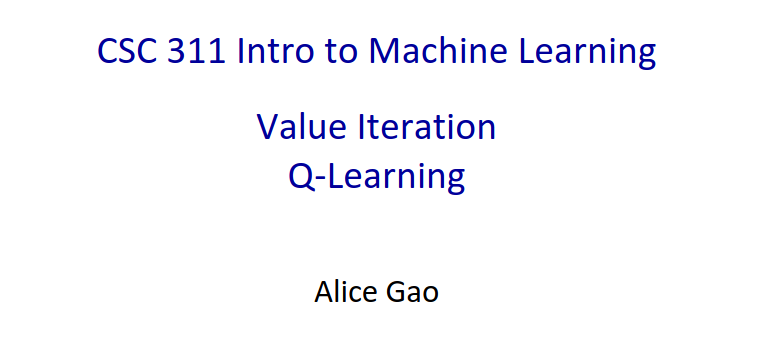 CSC 311 Intro to Machine Learning
Value Iteration
Q-Learning
Alice Gao